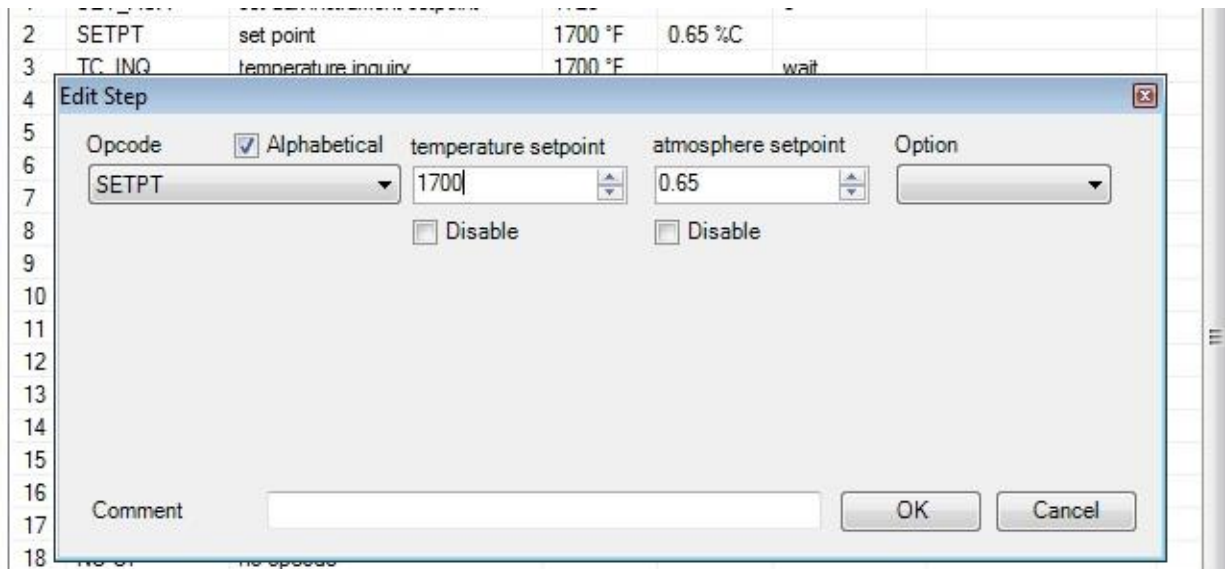 2 SETPT set point 1700 °F 0.65 %C
3 TC_INQ temperature inquiry 1700 °F wait
4 Edit Step
5 Opcode Alphabetical temperature setpoint atmosphere setpoint Option
6
7 SETPT 1700 0.65
8 Disable Disable
9
10
11
12
13
14
15
16
17 Comment OK Cancel
18